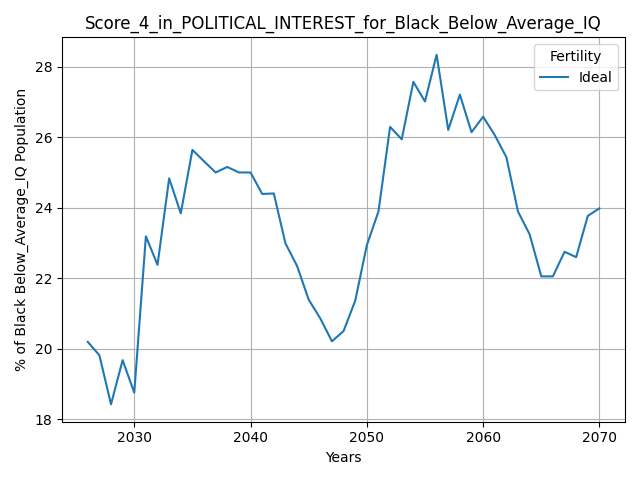 Score_4_in_POLITICAL_INTEREST_for_Black_Below_Average_IQ
Fertility
Ideal
% of Black Below_Average_IQ Population
28
26
24
22
20
18
2030 2040 2050 2060 2070
Years